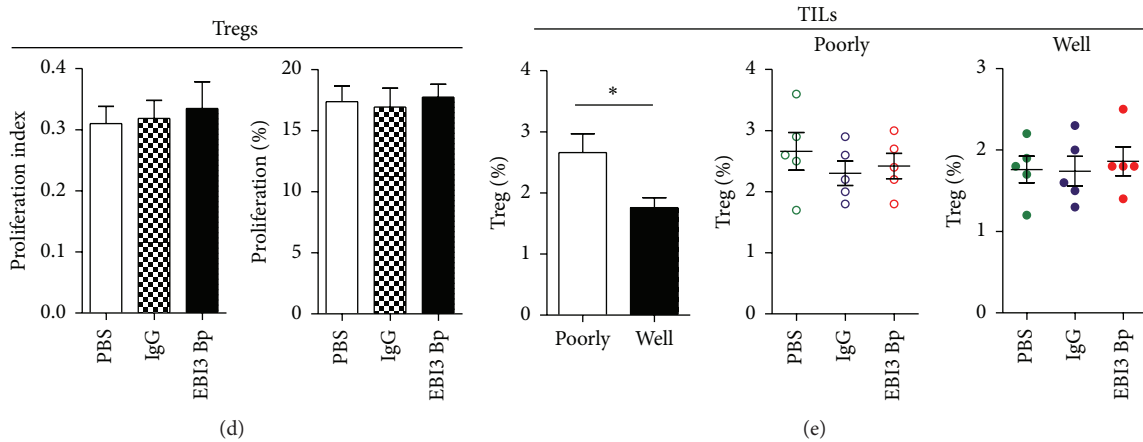 Tregs
Proliferation index
0.4
0.3
0.2
0.1
0.0
PBS
IgG
EBI3 Bp
Proliferation (%)
20
15
10
5
0
PBS
IgG
EBI3 Bp
(d)
TILs
Treg (%)
4
3
2
1
0
*
Poorly
Well
Poorly
Treg (%)
4
3
2
1
0
PBS
IgG
EBI3 Bp
Well
Treg (%)
3
2
1
0
PBS
IgG
EBI3 Bp
(e)